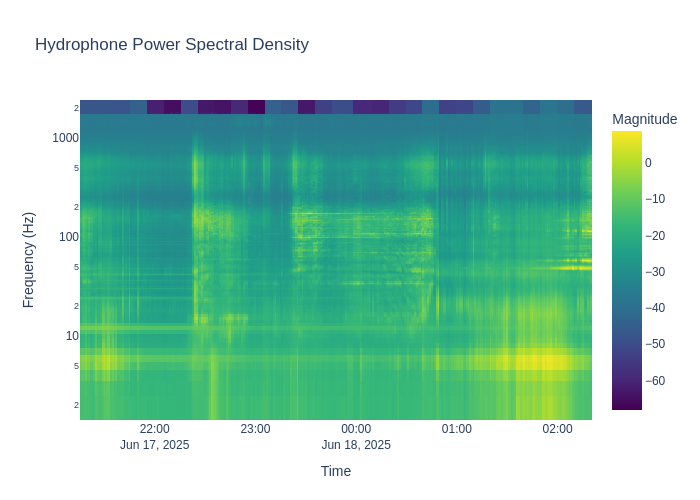 Hydrophone Power Spectral Density
Magnitude
2
1000
5
2
100
5
2
10
5
2
Frequency (Hz)
0
−10
−20
−30
−40
−50
−60
22:00 23:00 00:00 01:00 02:00
Jun 17, 2025 Jun 18, 2025
Time